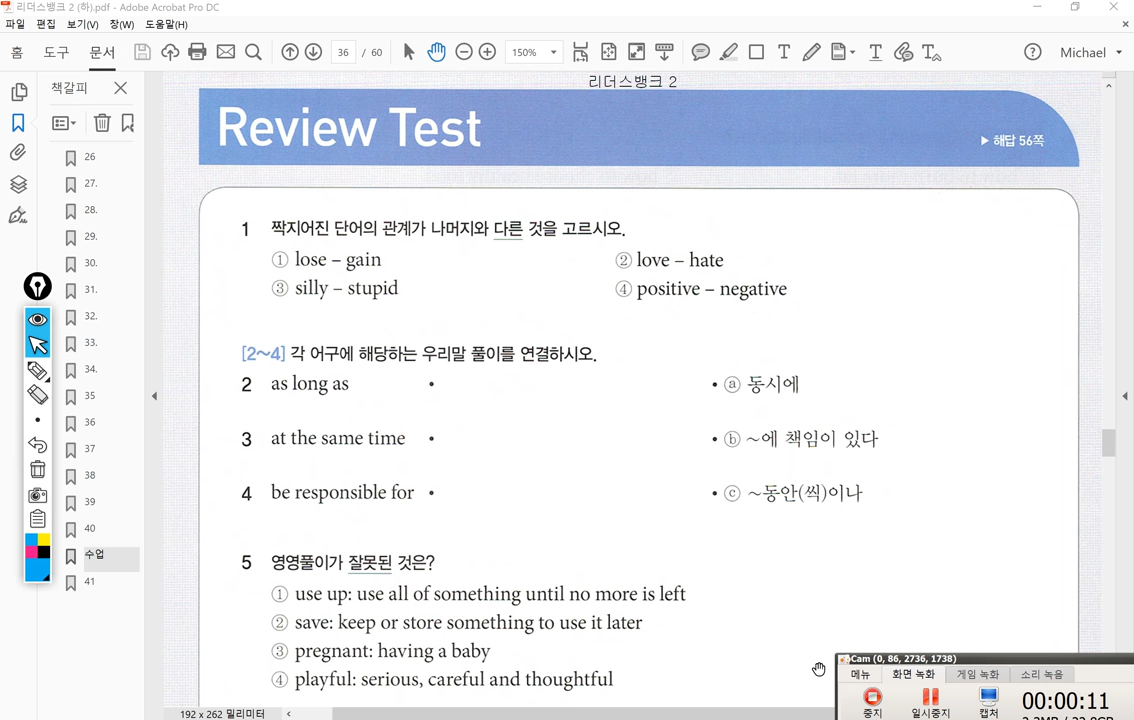 리더스뱅크 2 (하).pdf - Adobe Acrobat Pro DC
파일 편집 보기(V) 창(W) 도움말(H)
홈 도구 문서 36 / 60 150% Michael
책갈피
26
27.
28.
29.
30.
31.
32.
33.
34.
35
36
37
38
39
40
수업
41
리더스뱅크 2
Review Test
▶ 해답 56쪽
1 짝지어진 단어의 관계가 나머지와 다른 것을 고르시오.
① lose – gain ② love – hate
③ silly – stupid ④ positive – negative
[2~4] 각 어구에 해당하는 우리말 풀이를 연결하시오.
2 as long as • • ⓐ 동시에
3 at the same time • • ⓑ ~에 책임이 있다
4 be responsible for • • ⓒ ~동안(씩)이나
5 영영풀이가 잘못된 것은?
① use up: use all of something until no more is left
② save: keep or store something to use it later
③ pregnant: having a baby
④ playful: serious, careful and thoughtful
192 x 262 밀리미터
oCam (0, 86, 2736, 1738)
메뉴 화면 녹화 게임 녹화 소리 녹음
중지 일시중지 캡처 00:00:11